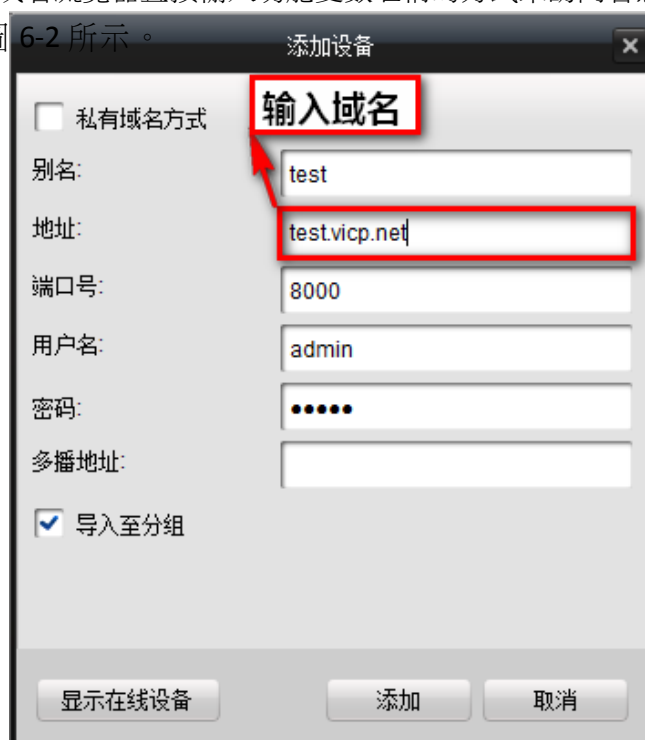 6-2 所示。
添加设备
私有域名方式
输入域名
别名:
test
地址:
test.vicp.net
端口号:
8000
用户名:
admin
密码:
•••••
多播地址:
导入至分组
显示在线设备
添加
取消